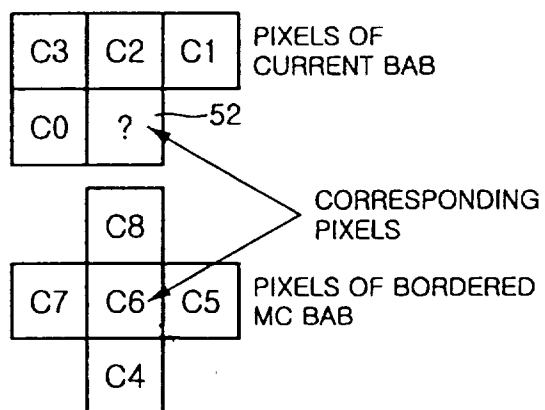 C3 C2 C1 PIXELS OF
CURRENT BAB
C0 ? 52
CORRESPONDING
PIXELS
C8
C7 C6 C5 PIXELS OF BORDERED
MC BAB
C4